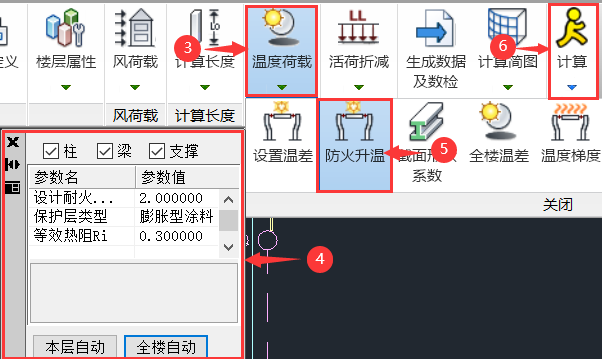 定义
楼层属性
风荷载
计算长度
温度荷载
活荷折减
生成数据
及数检
计算简图
计算
LL
Lo
3
6
风荷载
计算长度
设置温差
防火升温
截面形状
系数
全楼温差
温度梯度
5
关闭
柱 梁 支撑
参数名 参数值
设计耐火... 2.000000
保护层类型 膨胀型涂料
等效热阻Ri 0.300000
4
本层自动 全楼自动